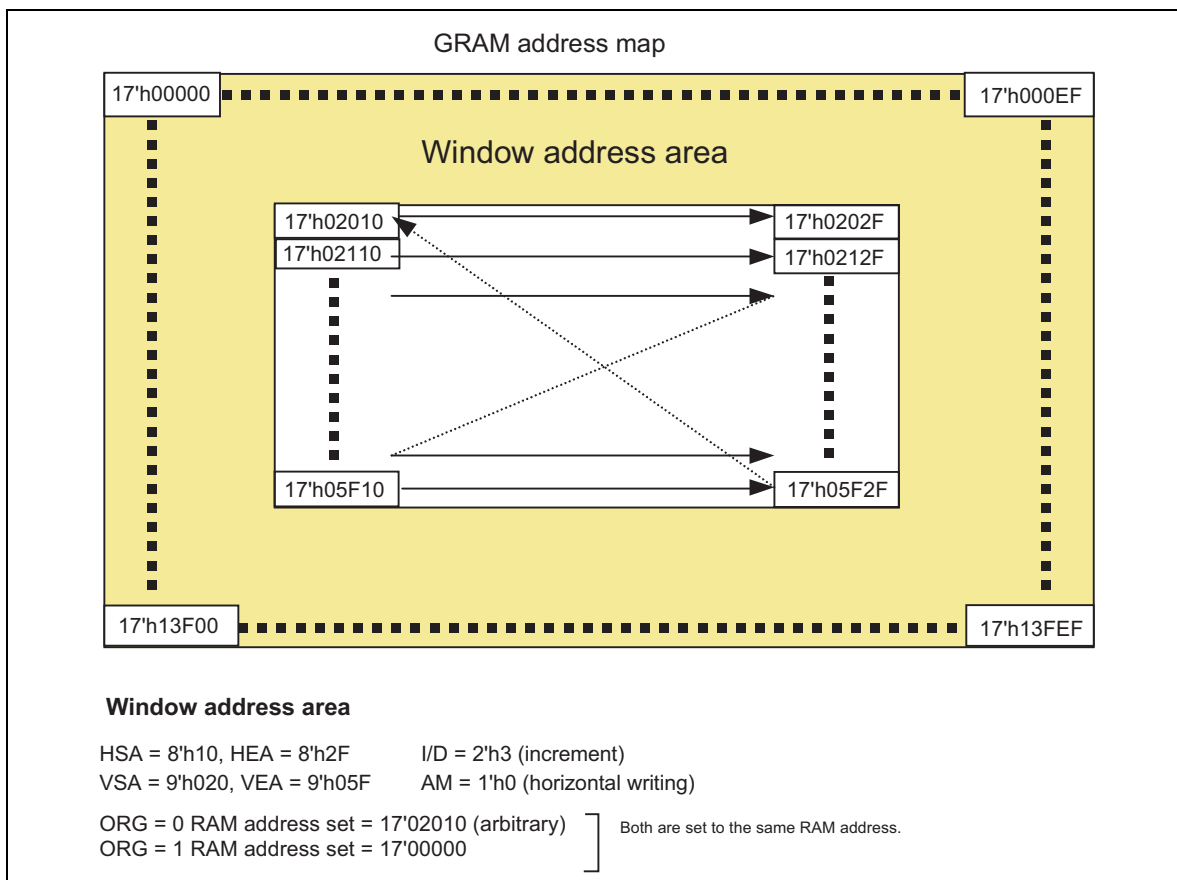 GRAM address map
17'h00000 17'h000EF
Window address area
17'h02010 17'h0202F
17'h02110 17'h0212F
17'h05F10 17'h05F2F
17'h13F00 17'h13FEF
Window address area
HSA = 8'h10, HEA = 8'h2F I/D = 2'h3 (increment)
VSA = 9'h020, VEA = 9'h05F AM = 1'h0 (horizontal writing)
ORG = 0 RAM address set = 17'02010 (arbitrary) Both are set to the same RAM address.
ORG = 1 RAM address set = 17'00000